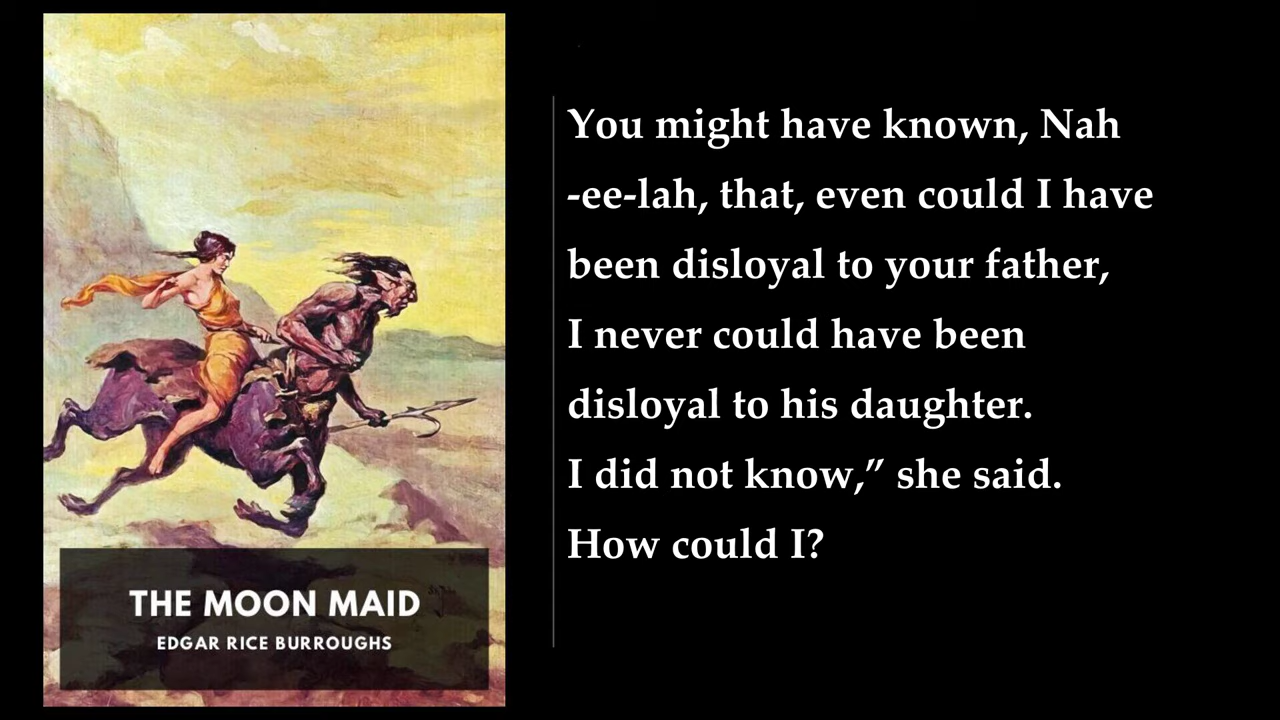 THE MOON MAID
EDGAR RICE BURROUGHS
You might have known, Nah
-ee-lah, that, even could I have
been disloyal to your father,
I never could have been
disloyal to his daughter.
I did not know,” she said.
How could I?